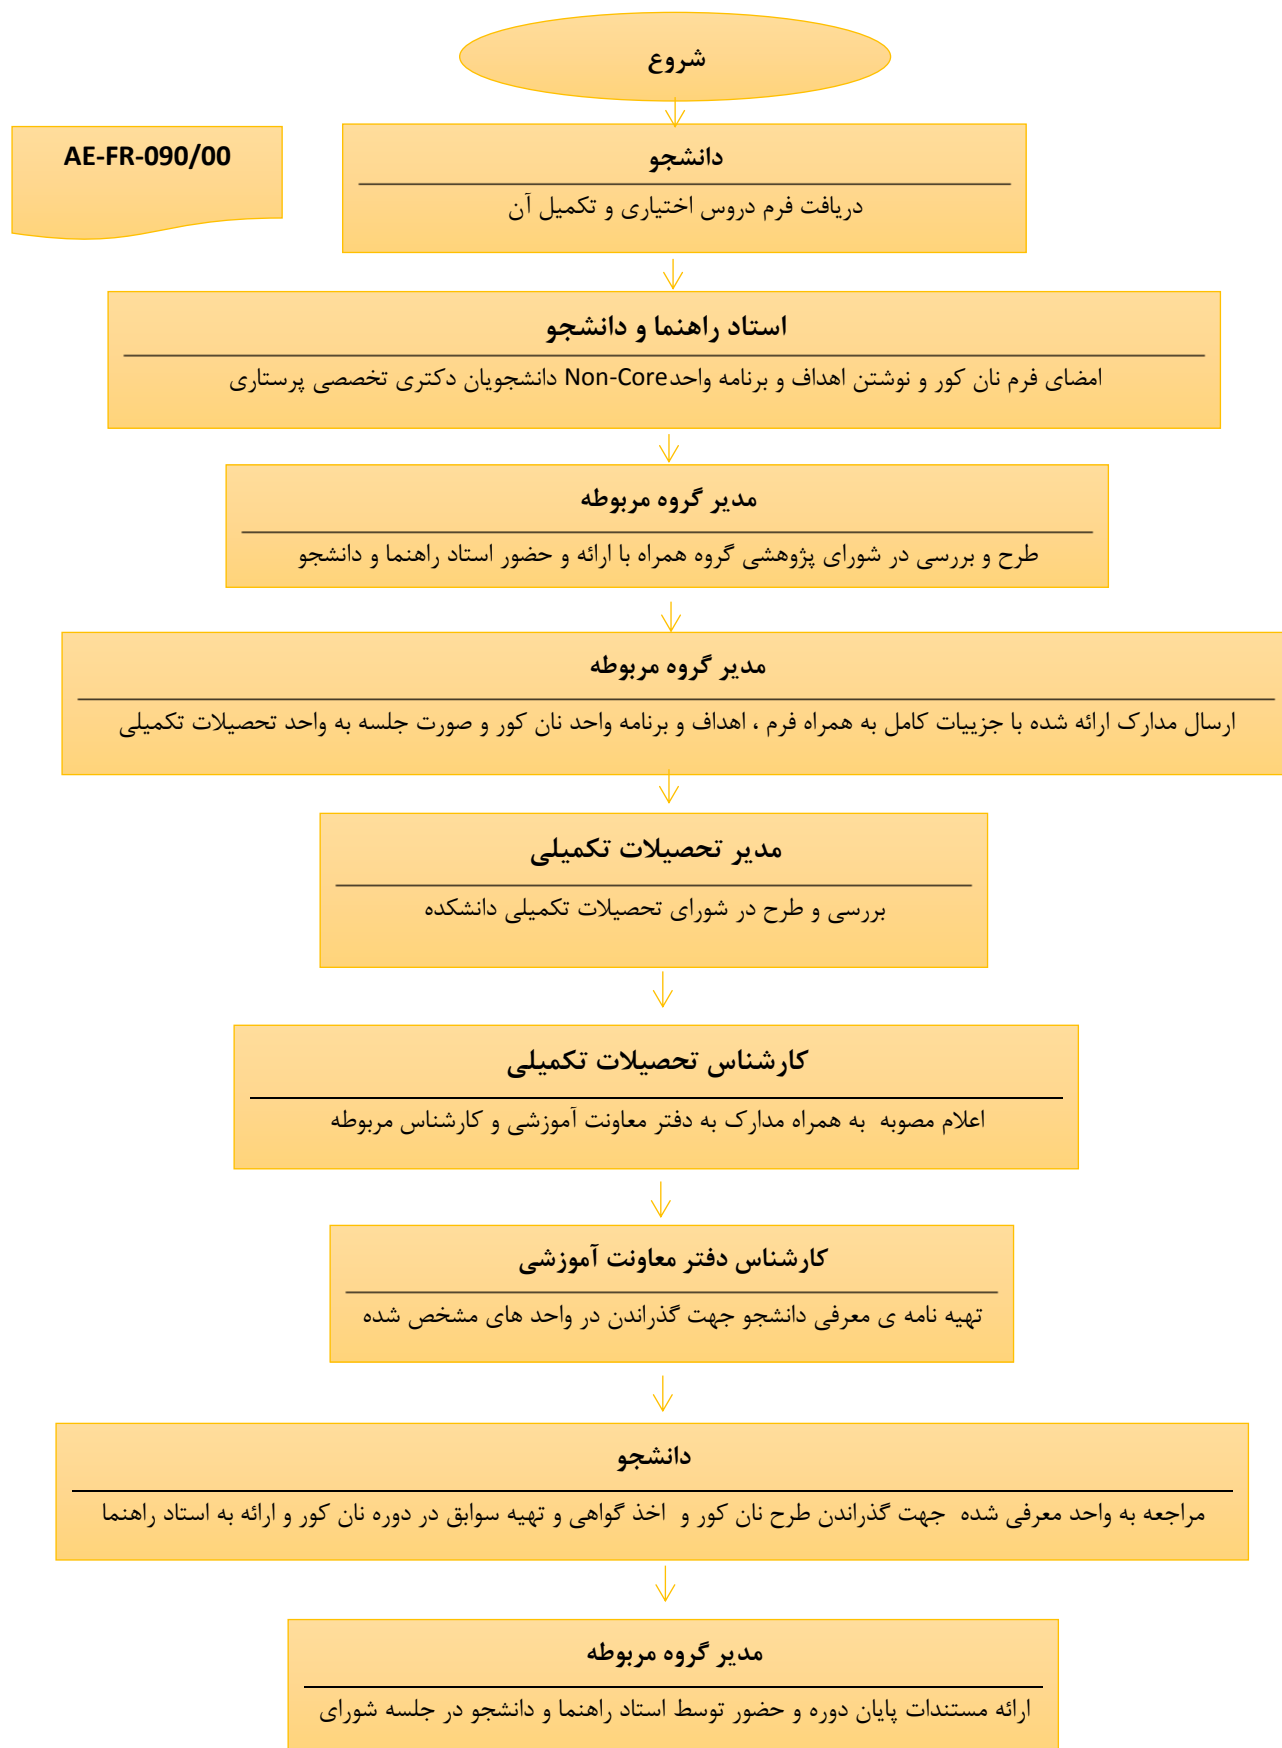 شروع
AE-FR-090/00
دانشجو
دریافت فرم دروس اختیاری و تکمیل آن
استاد راهنما و دانشجو
امضای فرم نان کور و نوشتن اهداف و برنامه واحدNon-Core دانشجویان دکتری تخصصی پرستاری
مدیر گروه مربوطه
طرح و بررسی در شورای پژوهشی گروه همراه با ارائه و حضور استاد راهنما و دانشجو
مدیر گروه مربوطه
ارسال مدارک ارائه شده با جزییات کامل به همراه فرم ، اهداف و برنامه واحد نان کور و صورت جلسه به واحد تحصیلات تکمیلی
مدیر تحصیلات تکمیلی
بررسی و طرح در شورای تحصیلات تکمیلی دانشکده
کارشناس تحصیلات تکمیلی
اعلام مصوبه به همراه مدارک به دفتر معاونت آموزشی و کارشناس مربوطه
کارشناس دفتر معاونت آموزشی
تهیه نامه ی معرفی دانشجو جهت گذراندن در واحد های مشخص شده
دانشجو
مراجعه به واحد معرفی شده جهت گذراندن طرح نان کور و اخذ گواهی و تهیه سوابق در دوره نان کور و ارائه به استاد راهنما
مدیر گروه مربوطه
ارائه مستندات پایان دوره و حضور توسط استاد راهنما و دانشجو در جلسه شورای